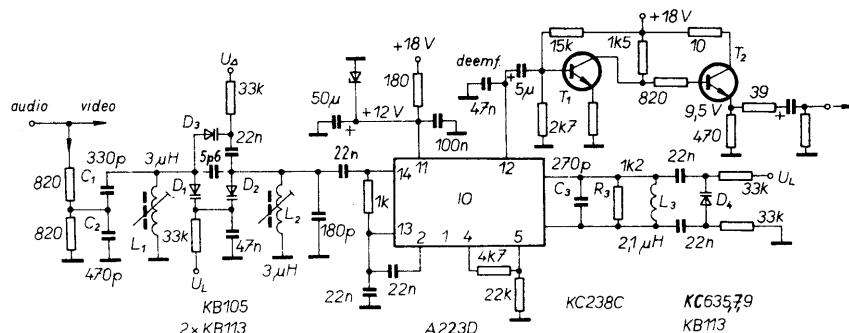 +18 V
15k
1k5
10
T₂
deemf.
+18 V
U_Δ
33k
180
5µ
T₁
820
50µ
47n
2k7
9,5 V
39
470
audio
video
+12 V
100n
D₃
22n
5p6
330p
3µH
C₁
820
D₁
D₂
22n
14
11
12
270p
1k2
22n
U_L
33k
1k
IO
C₃
R₃
L₃
D₄
L₁
L₂
C₂
820
33k
47n
180p
13
2
1
4
5
2,1µH
22n
33k
470p
U_L
3µH
22n
22n
4k7
22k
KB105
2×KB113
A223D
KC238C
KC635,7,9
KB113